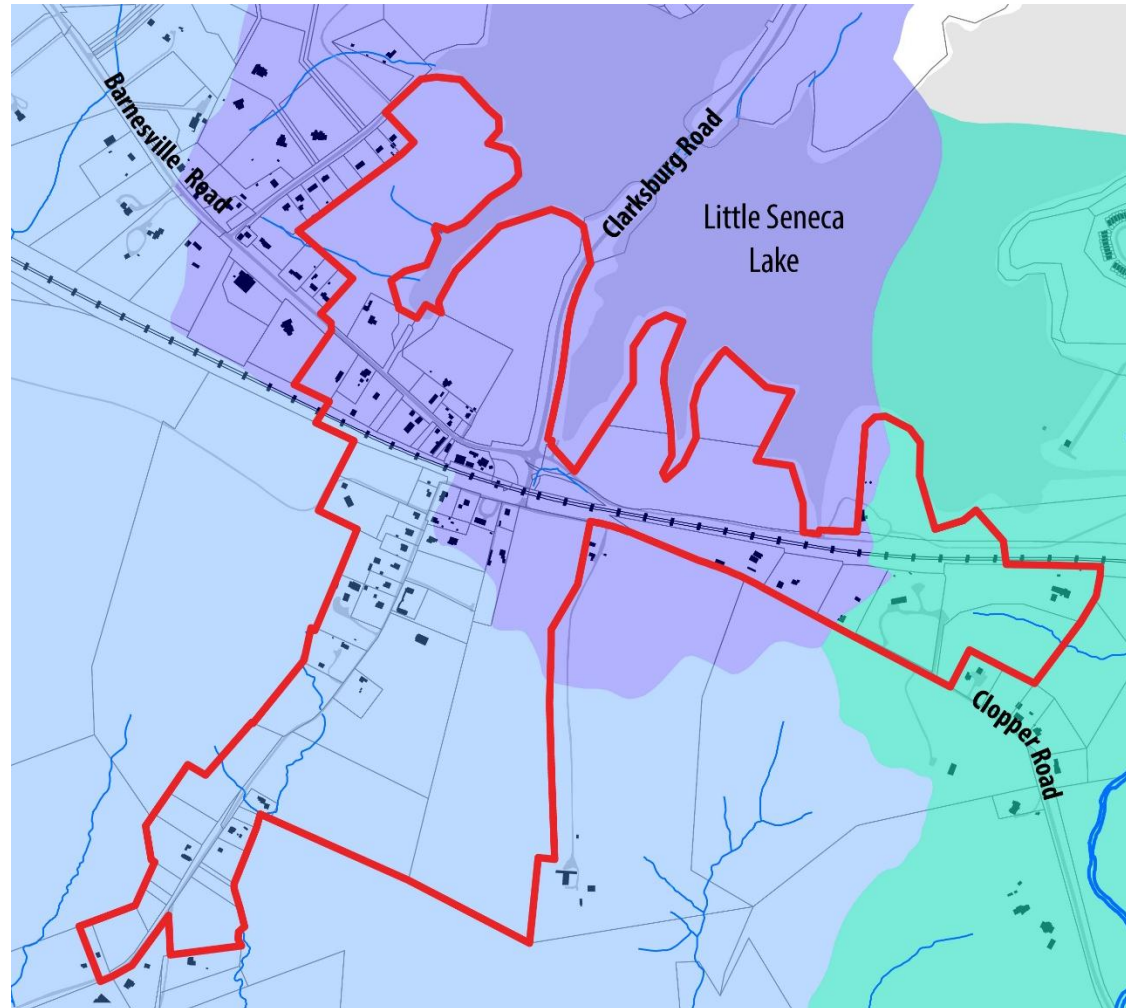 Barnesville Road
Clarksburg Road
Little Seneca
Lake
Clopper Road